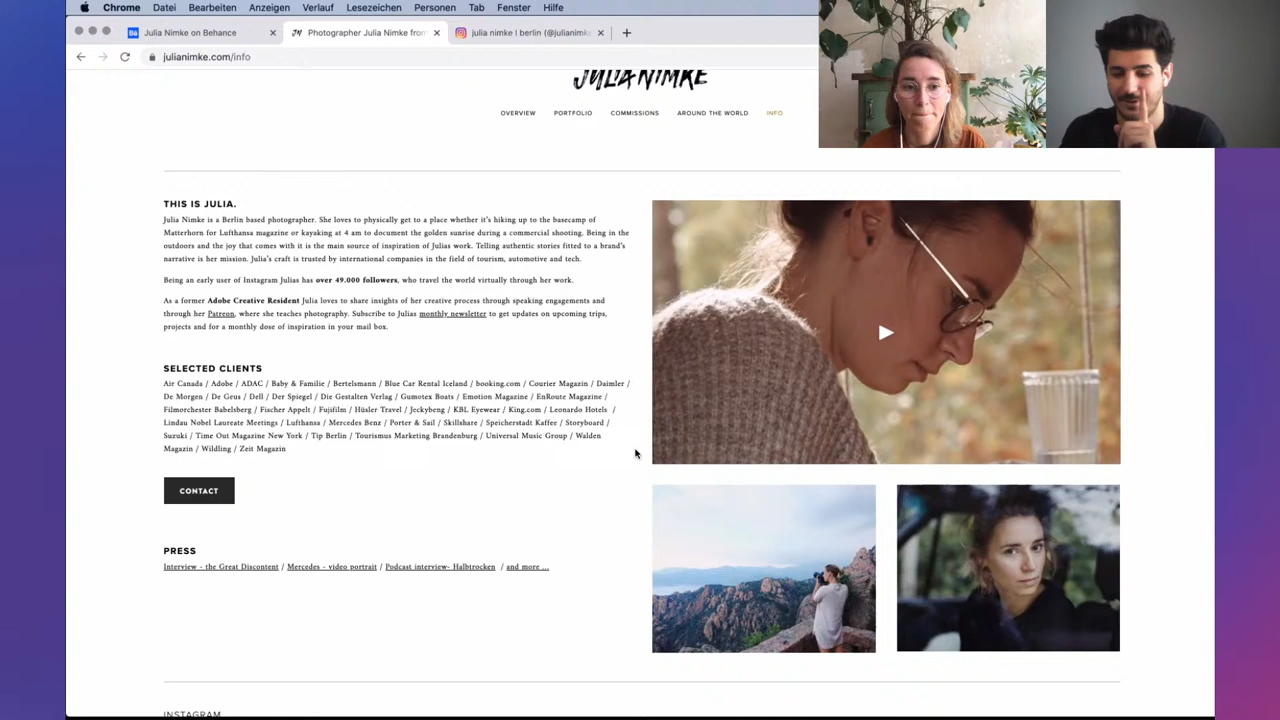 Chrome Datei Bearbeiten Anzeigen Verlauf Lesezeichen Personen Tab Fenster Hilfe
Bē Julia Nimke on Behance × JN Photographer Julia Nimke from × julia nimke | berlin (@julianimk × +
julianimke.com/info
JULIA NIMKE
OVERVIEW PORTFOLIO COMMISSIONS AROUND THE WORLD INFO
THIS IS JULIA.
Julia Nimke is a Berlin based photographer. She loves to physically get to a place whether it's hiking up to the basecamp of
Matterhorn for Lufthansa magazine or kayaking at 4 am to document the golden sunrise during a commercial shooting. Being in the
outdoors and the joy that comes with it is the main source of inspiration of Julias work. Telling authentic stories fitted to a brand's
narrative is her mission. Julia's craft is trusted by international companies in the field of tourism, automotive and tech.
Being an early user of Instagram Julias has over 49.000 followers, who travel the world virtually through her work.
As a former Adobe Creative Resident Julia loves to share insights of her creative process through speaking engagements and
through her Patreon, where she teaches photography. Subscribe to Julias monthly newsletter to get updates on upcoming trips,
projects and for a monthly dose of inspiration in your mail box.
SELECTED CLIENTS
Air Canada / Adobe / ADAC / Baby & Familie / Bertelsmann / Blue Car Rental Iceland / booking.com / Courier Magazin / Daimler /
De Morgen / De Geus / Dell / Der Spiegel / Die Gestalten Verlag / Gumotex Boats / Emotion Magazine / EnRoute Magazine /
Filmorchester Babelsberg / Fischer Appelt / Fujifilm / Hüsler Travel / Jeckybeng / KBL Eyewear / King.com / Leonardo Hotels /
Lindau Nobel Laureate Meetings / Lufthansa / Mercedes Benz / Porter & Sail / Skillshare / Speicherstadt Kaffee / Storyboard /
Suzuki / Time Out Magazine New York / Tip Berlin / Tourismus Marketing Brandenburg / Universal Music Group / Walden
Magazin / Wildling / Zeit Magazin
CONTACT
PRESS
Interview - the Great Discontent / Mercedes - video portrait / Podcast interview- Halbtrocken / and more ...
INSTAGRAM